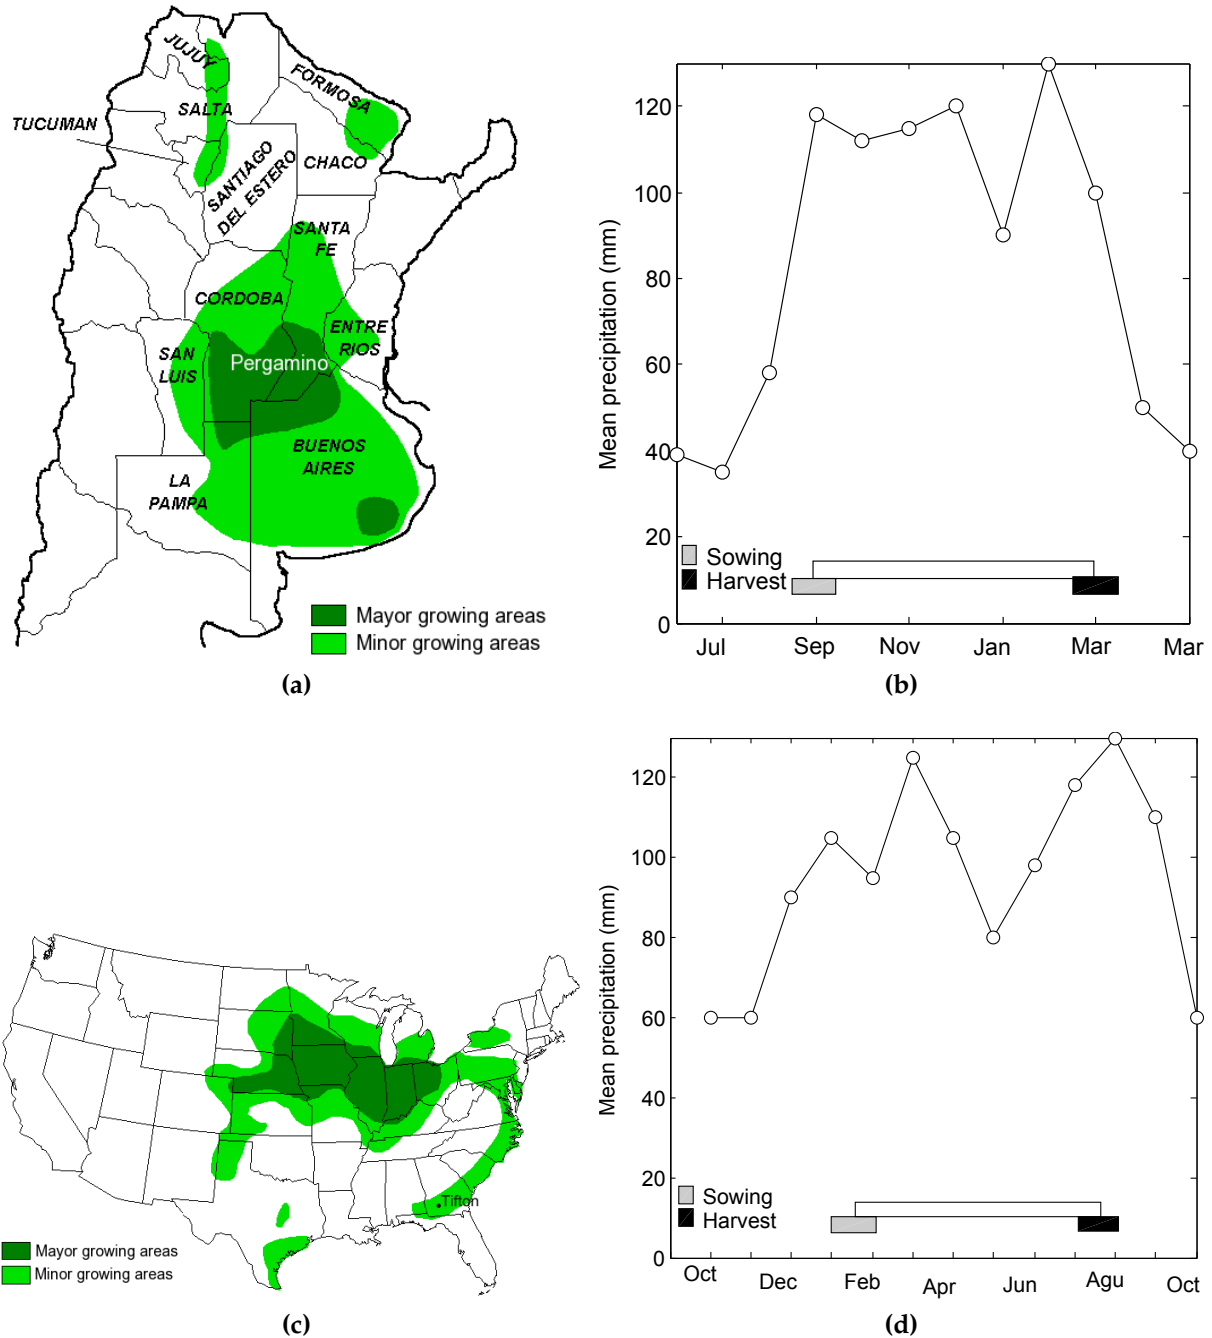 JUJUY
FORMOSA
SALTA
TUCUMAN
CHACO
SANTIAGO
DEL ESTERO
SANTA
FE
CORDOBA
ENTRE
RIOS
SAN
LUIS
Pergamino
BUENOS
AIRES
LA
PAMPA
Mayor growing areas
Minor growing areas
(a)
Mean precipitation (mm)
120
100
80
60
40
20
0
Sowing
Harvest
Jul Sep Nov Jan Mar Mar
(b)
Tifton
Mayor growing areas
Minor growing areas
(c)
Mean precipitation (mm)
120
100
80
60
40
20
0
Sowing
Harvest
Oct Dec Feb Apr Jun Agu Oct
(d)